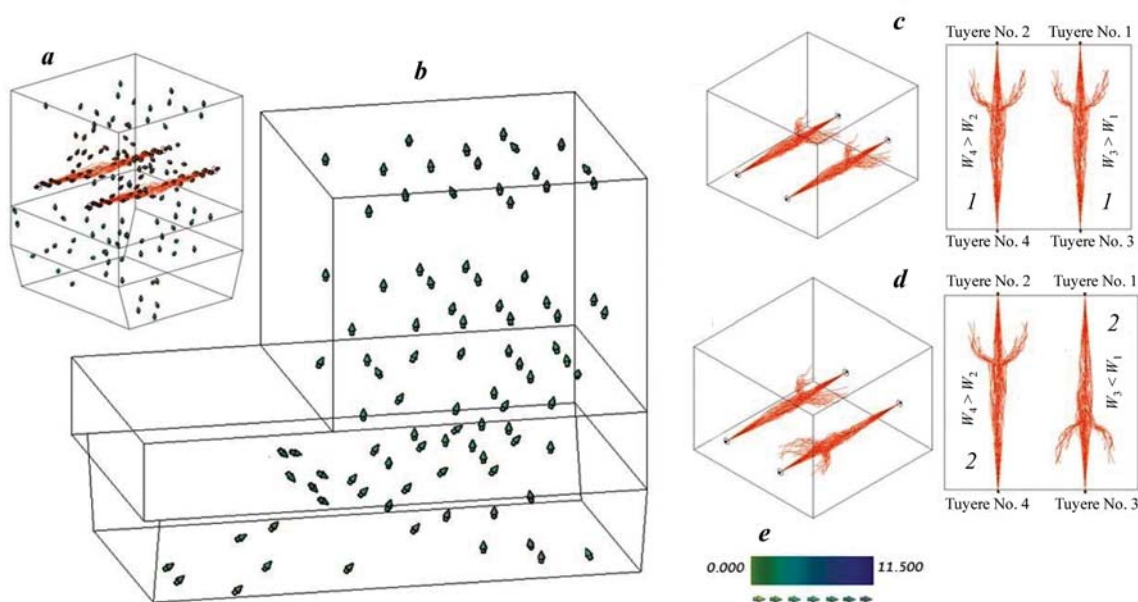 a
b
c
Tuyere No. 2 Tuyere No. 1
W4 > W2
W3 > W1
1 1
Tuyere No. 4 Tuyere No. 3
d
Tuyere No. 2 Tuyere No. 1
2
W4 > W2
W3 < W1
2
Tuyere No. 4 Tuyere No. 3
e
0.000 11.500